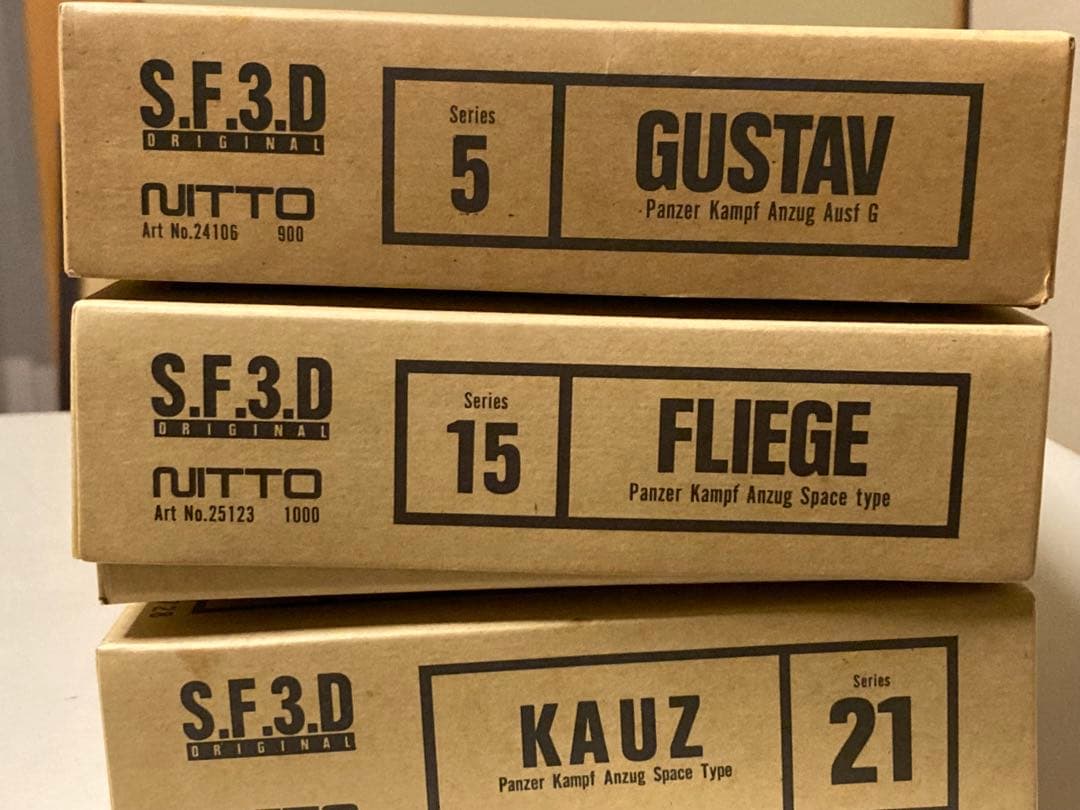 S.F.3.D
ORIGINAL
NITTO
Art No.24106 900
Series
5
GUSTAV
Panzer Kampf Anzug Ausf G
S.F.3.D
ORIGINAL
NITTO
Art No.25123 1000
Series
15
FLIEGE
Panzer Kampf Anzug Space type
S.F.3.D
ORIGINAL
KAUZ
Panzer Kampf Anzug Space Type
Series
21